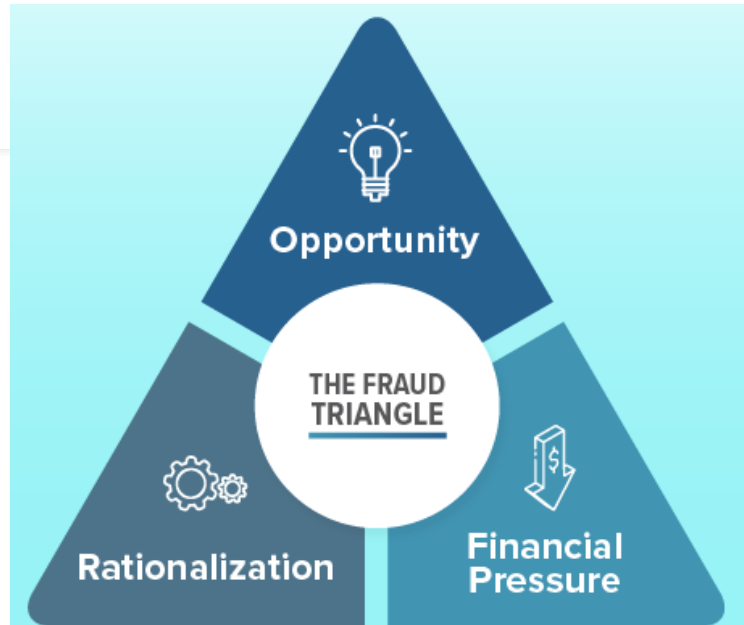 Opportunity
THE FRAUD
TRIANGLE
Rationalization
$
Financial
Pressure